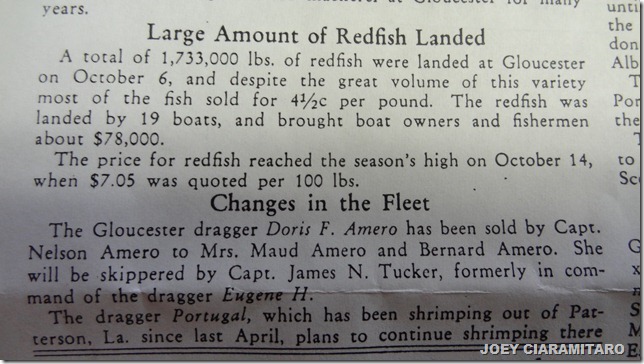 years.
Large Amount of Redfish Landed
A total of 1,733,000 lbs. of redfish were landed at Gloucester
on October 6, and despite the great volume of this variety
most of the fish sold for 4½c per pound. The redfish was
landed by 19 boats, and brought boat owners and fishermen
about $78,000.
The price for redfish reached the season's high on October 14,
when $7.05 was quoted per 100 lbs.
Changes in the Fleet
The Gloucester dragger Doris F. Amero has been sold by Capt.
Nelson Amero to Mrs. Maud Amero and Bernard Amero. She
will be skippered by Capt. James N. Tucker, formerly in com-
mand of the dragger Eugene H.
The dragger Portugal, which has been shrimping out of Pat-
terson, La. since last April, plans to continue shrimping there
the
to
the
JOEY CIARAMITARO